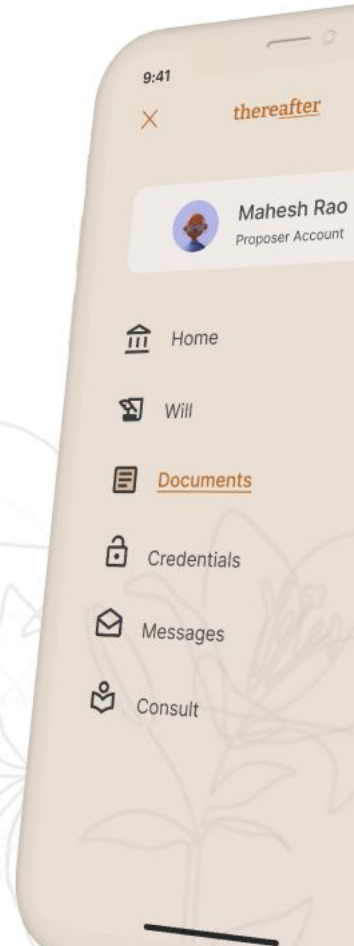 9:41
thereafter
Mahesh Rao
Proposer Account
Home
Will
Documents
Credentials
Messages
Consult